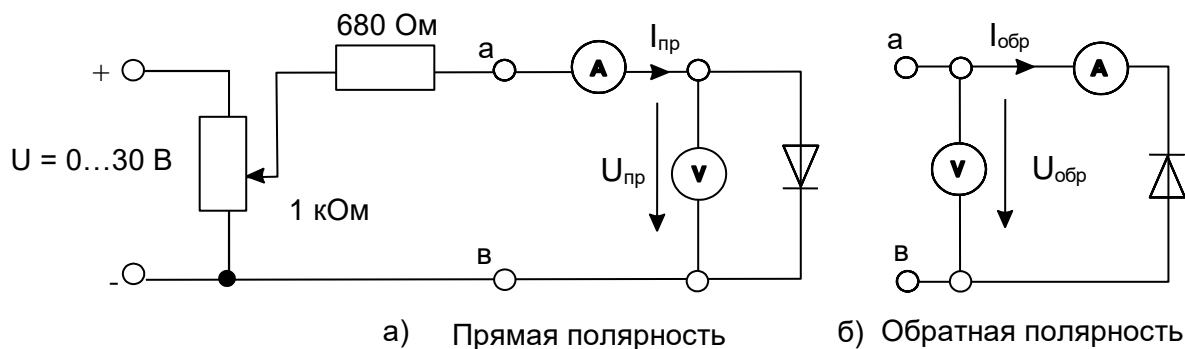 680 Ом
а
Iпр
а
Iобр
+
A
A
U = 0...30 В
V
Uпр
V
Uобр
1 кОм
в
в
-
а) Прямая полярность
б) Обратная полярность